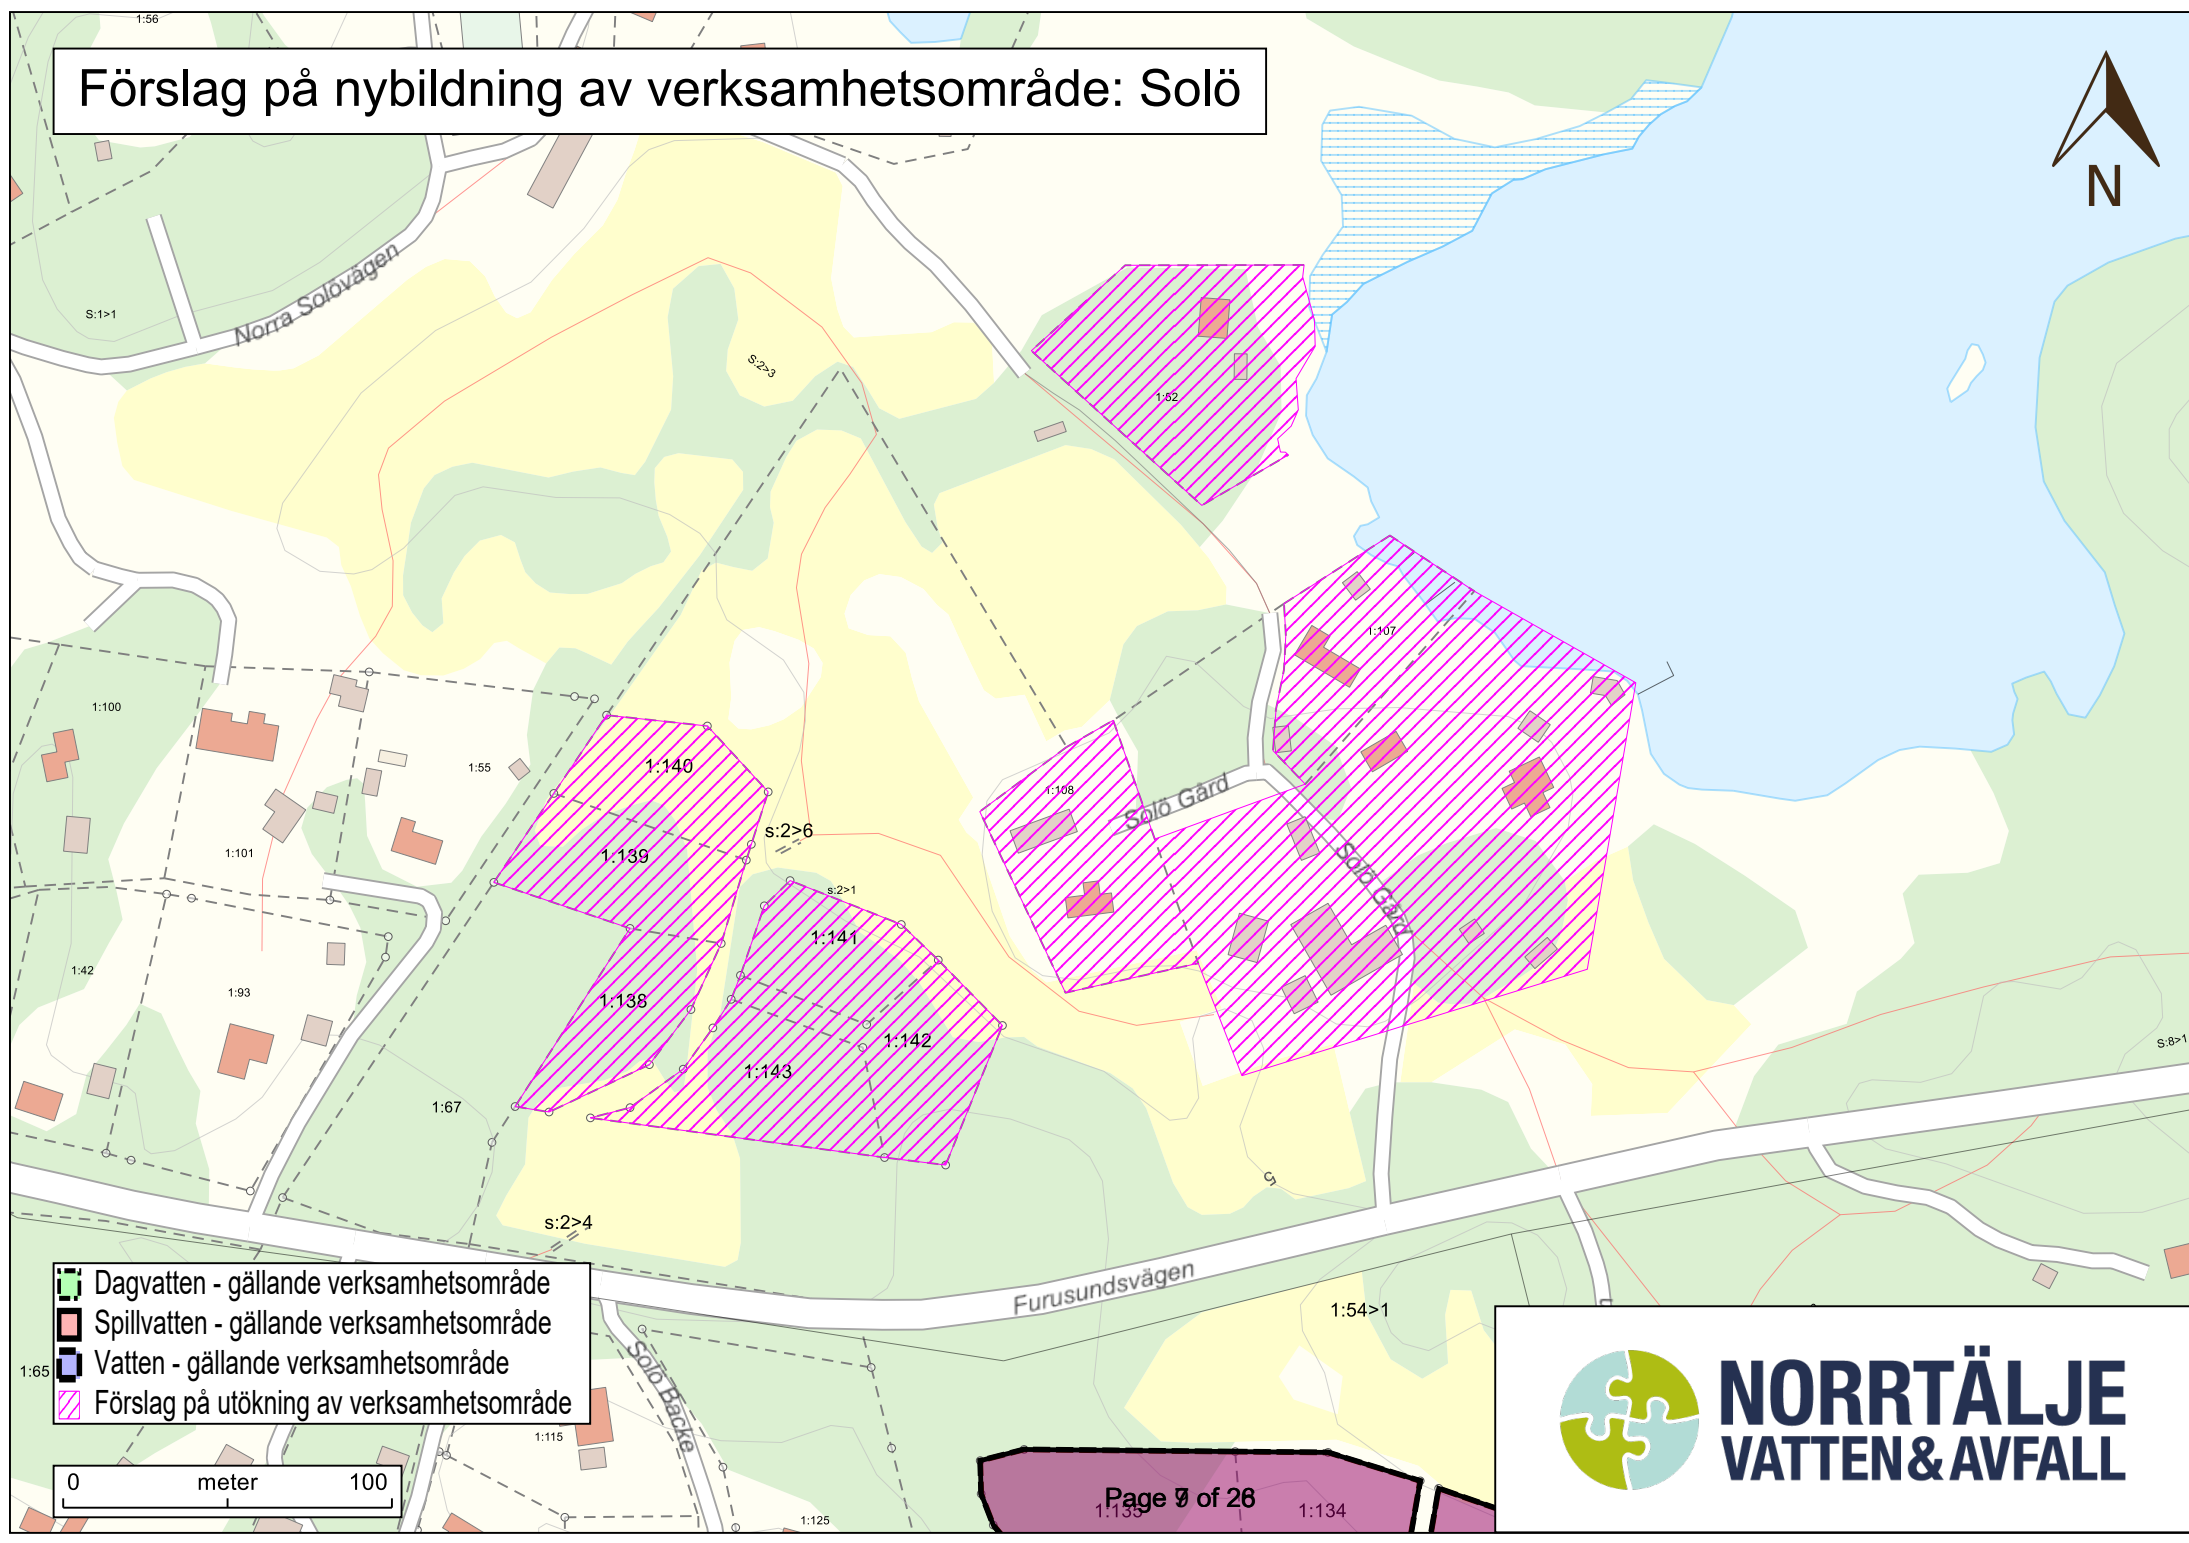 1:56
Förslag på nybildning av verksamhetsområde: Solö
N
Norra Solövägen
S:1>1
S:2>3
1:52
1:107
1:100
1:140
1:55
1:108
Solö Gård
s:2>6
1:139
1:101
Solö Gård
s:2>1
1:141
1:42
1:93
1:138
1:142
1:143
S:8>1
1:67
5
s:2>4
Furusundsvägen
1:54>1
Dagvatten - gällande verksamhetsområde
Spillvatten - gällande verksamhetsområde
Vatten - gällande verksamhetsområde
Förslag på utökning av verksamhetsområde
1:65
Solö Backe
1:115
0 meter 100
1:125
1:135
1:134
NORRTÄLJE
VATTEN&AVFALL